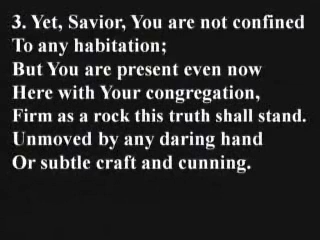 3. Yet, Savior, You are not confined
To any habitation;
But You are present even now
Here with Your congregation,
Firm as a rock this truth shall stand.
Unmoved by any daring hand
Or subtle craft and cunning.